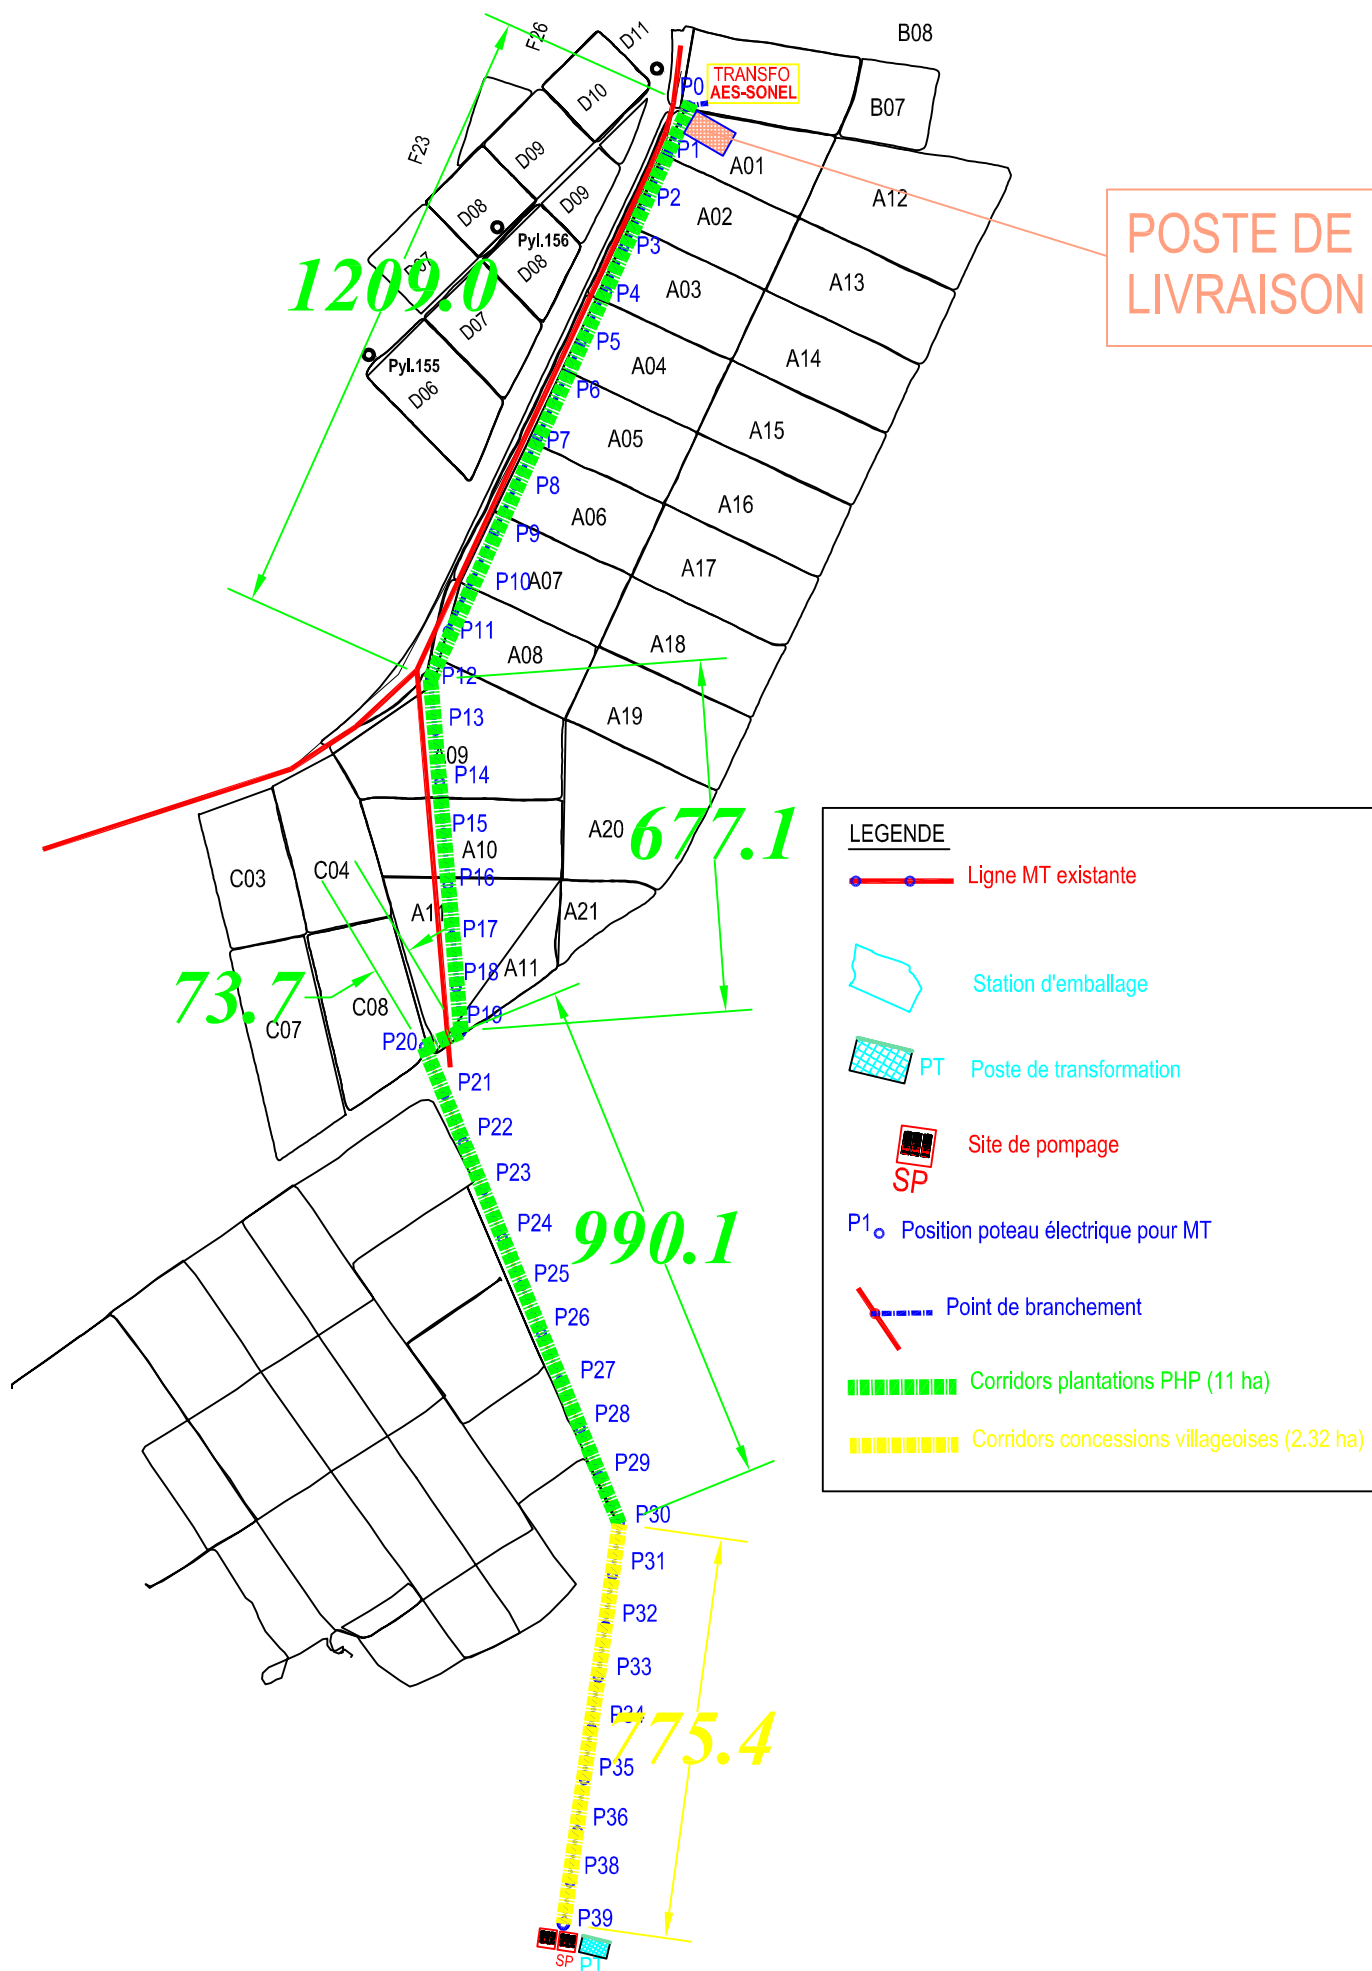 F26
D11
B08
TRANSFO
AES-SONEL
P0
D10
B07
F23
D09
P1
A01
A12
D08
D09
P2
A02
Pyl.156
POSTE DE
LIVRAISON
P3
D07
D08
1209.0
A03
A13
P4
D07
P5
A04
A14
Pyl.155
D06
P6
A05
A15
P7
P8
A06
A16
P9
P10
A07
A17
P11
A08
A18
P12
A19
P13
A09
P14
P15
A10
A20
677.1
LEGENDE
Ligne MT existante
C03
C04
P16
A11
A21
P17
A11
P18
73.7
C08
C07
P19
P20
Station d'emballage
PT
Poste de transformation
P21
P22
Site de pompage
SP
P23
P24
990.1
P1
Position poteau électrique pour MT
P25
P26
Point de branchement
P27
Corridors plantations PHP (11 ha)
P28
Corridors concessions villageoises (2.32 ha)
P29
P30
P31
P32
P33
P34
775.4
P35
P36
P38
P39
SP
PT